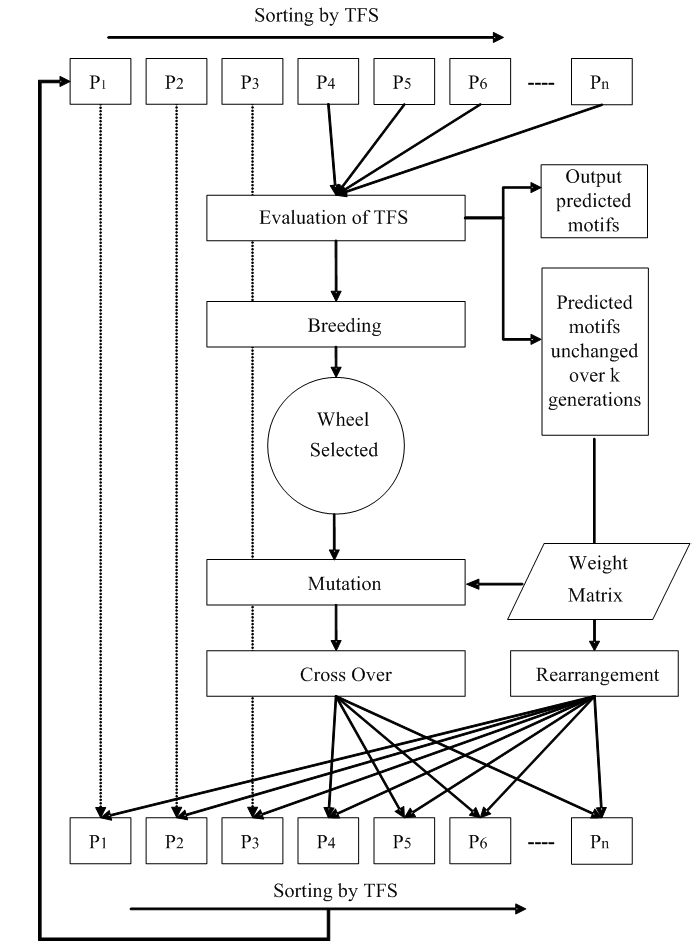 Sorting by TFS
P1 P2 P3 P4 P5 P6 ---- Pn
Evaluation of TFS
Output
predicted
motifs
Breeding
Predicted
motifs
unchanged
over k
generations
Wheel
Selected
Mutation
Weight
Matrix
Cross Over
Rearrangement
P1 P2 P3 P4 P5 P6 ---- Pn
Sorting by TFS